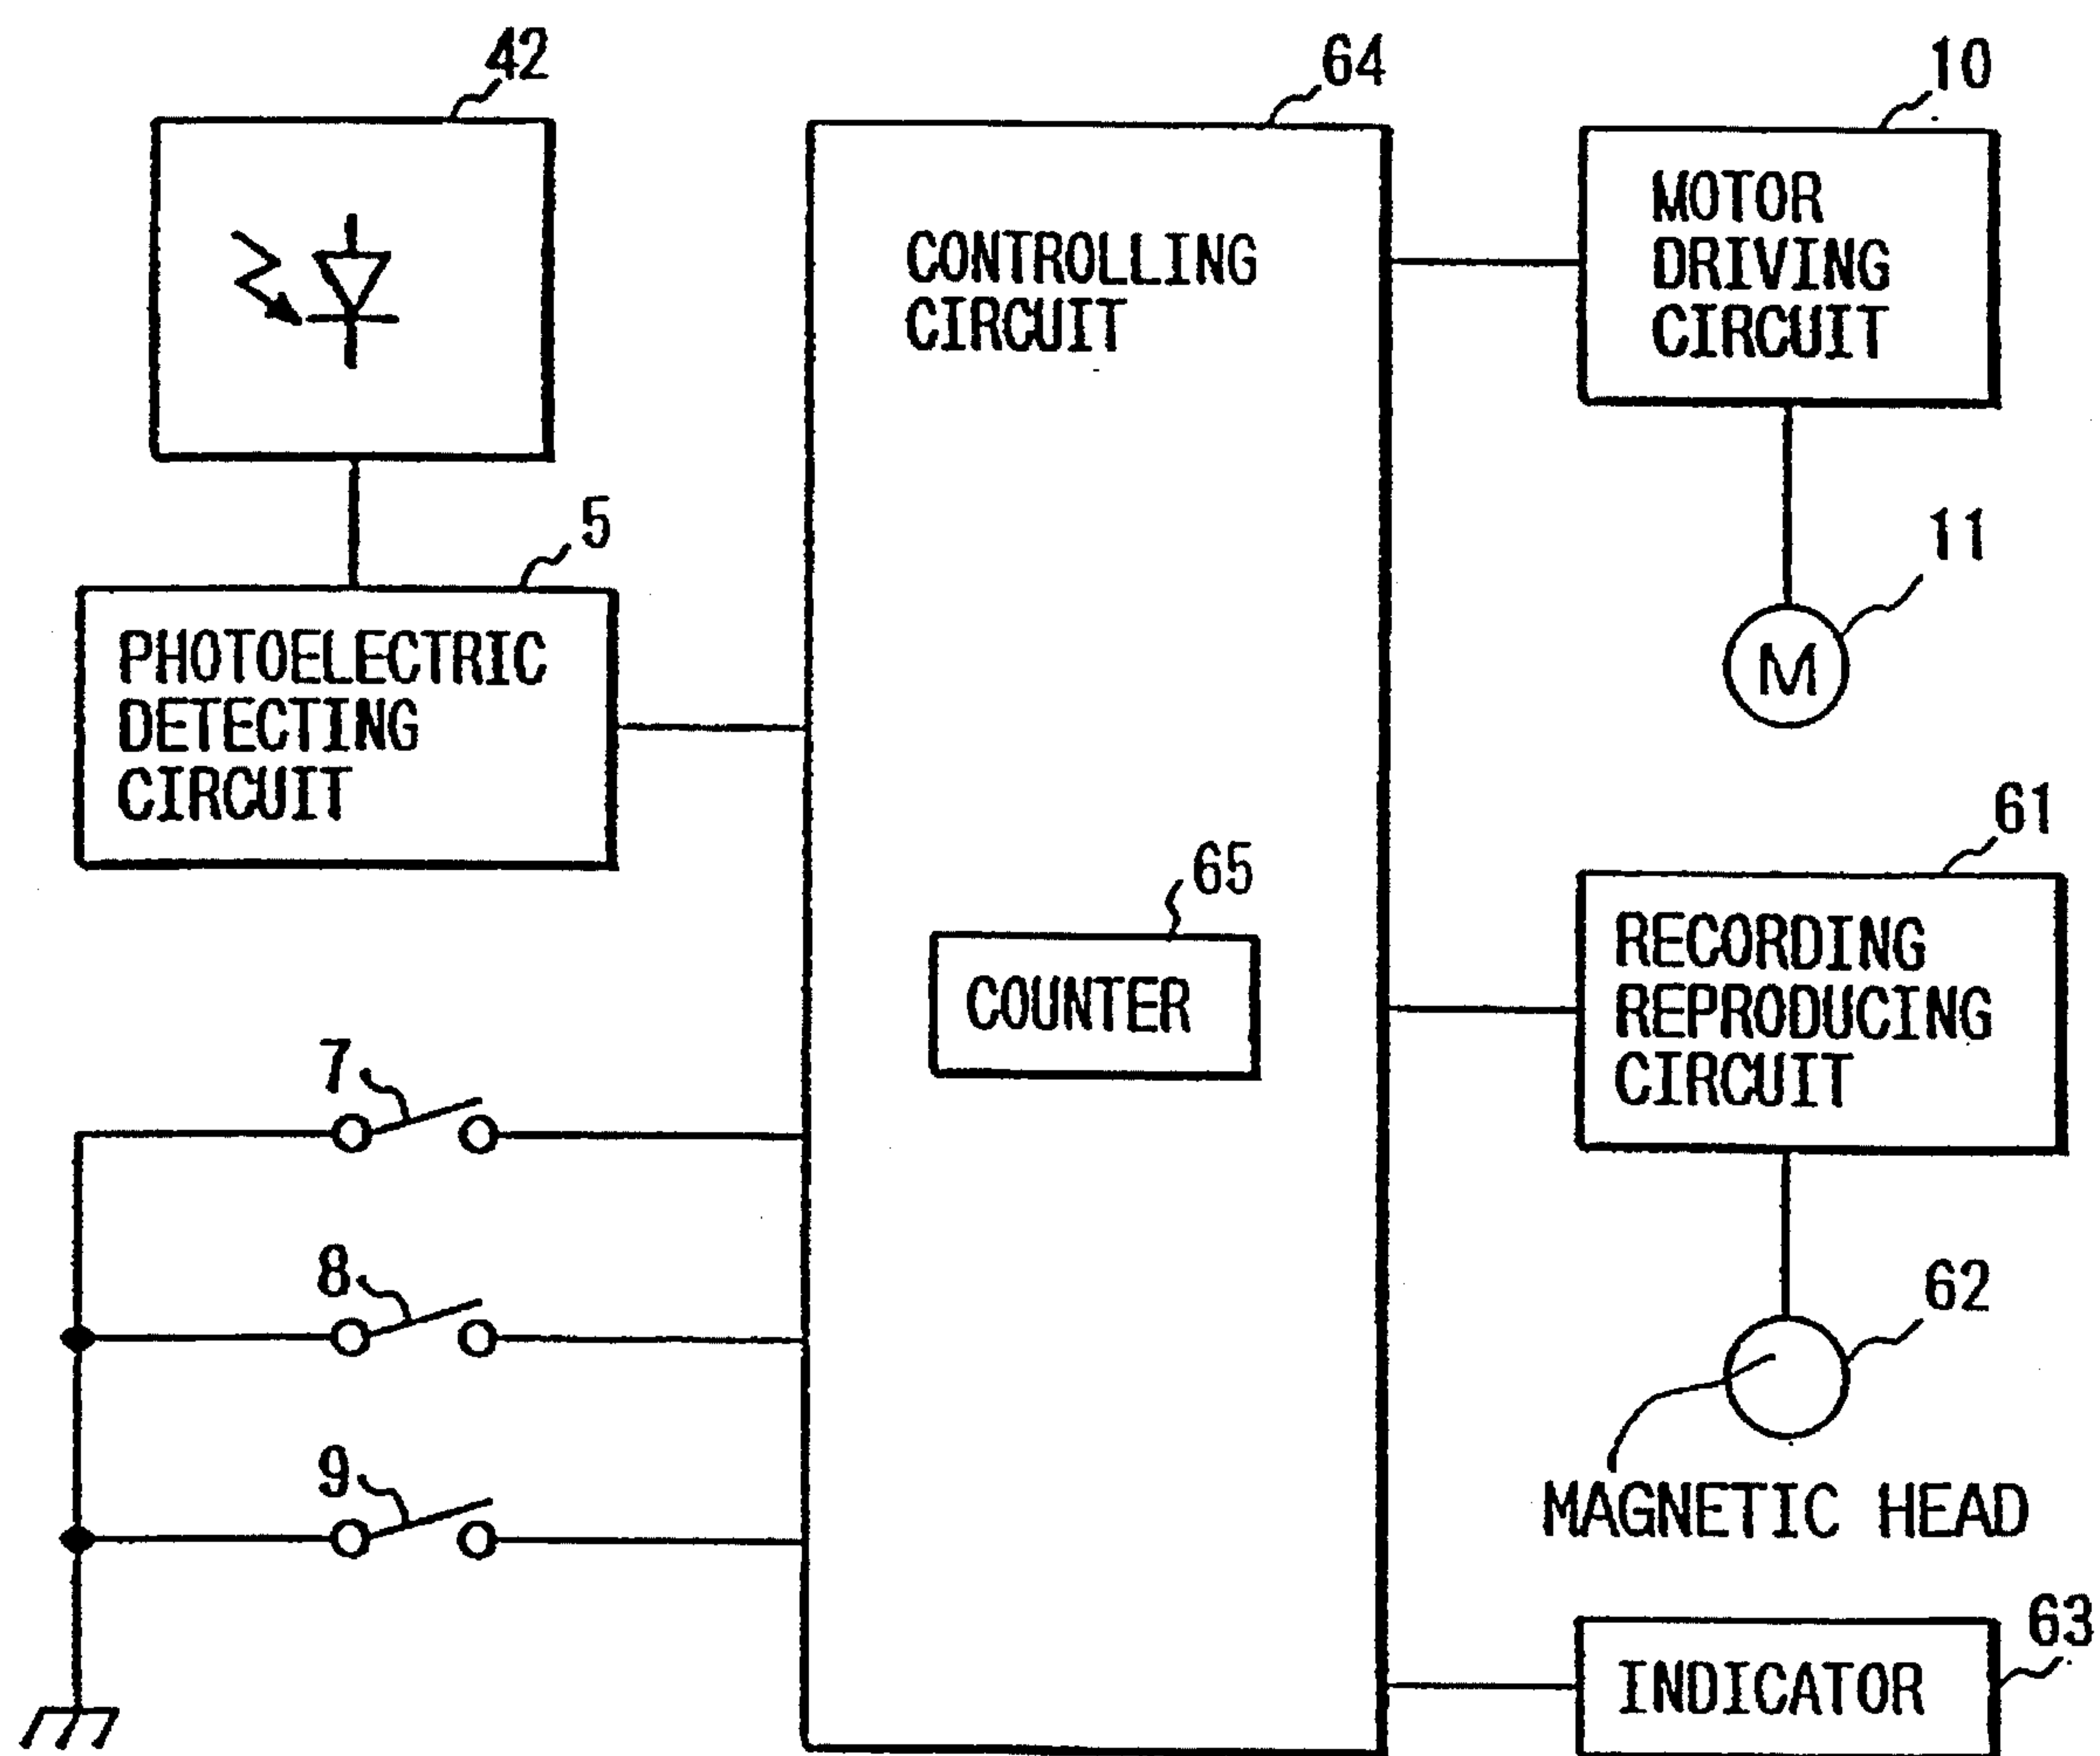 42
64
10
MOTOR
DRIVING
CIRCUIT
CONTROLLING
CIRCUIT
5
11
PHOTOELECTRIC
DETECTING
CIRCUIT
M
61
65
RECORDING
REPRODUCING
CIRCUIT
COUNTER
7
8
62
9
MAGNETIC HEAD
63
INDICATOR